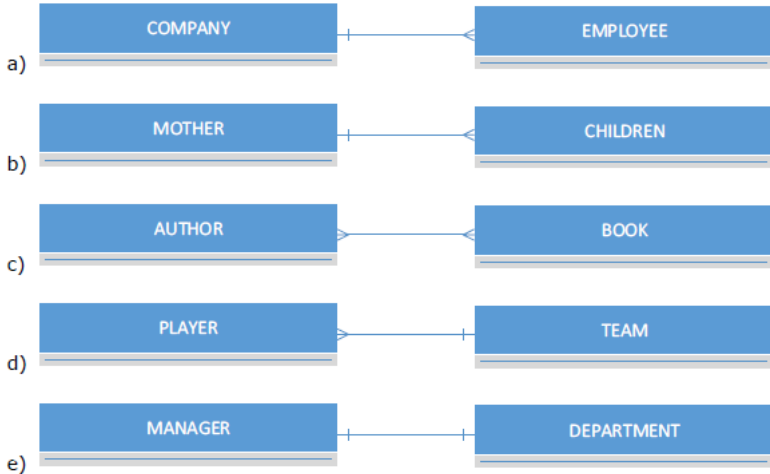 COMPANY EMPLOYEE
a)
MOTHER CHILDREN
b)
AUTHOR BOOK
c)
PLAYER TEAM
d)
MANAGER DEPARTMENT
e)